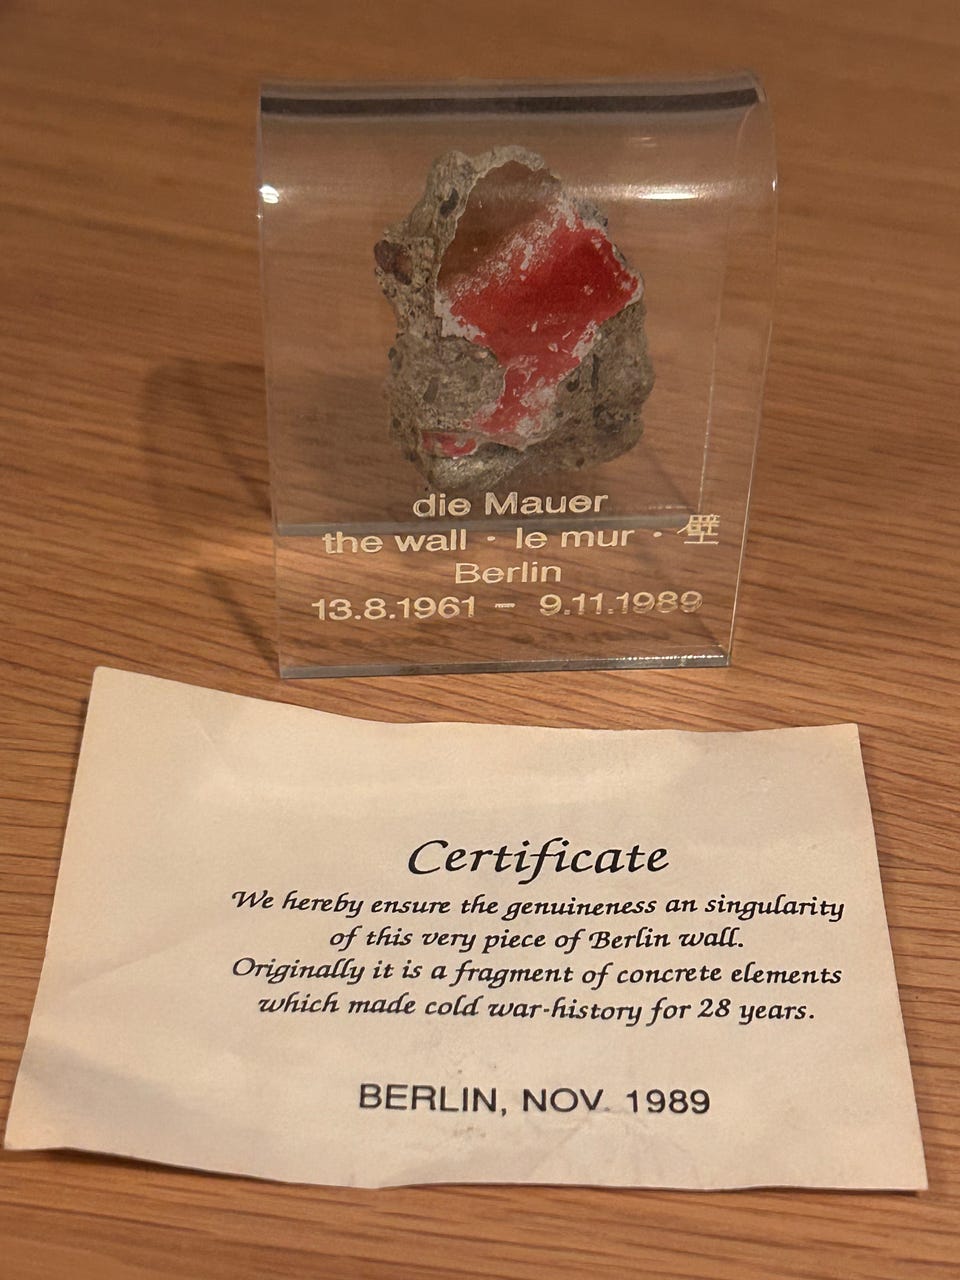 die Mauer
the wall · le mur · 壁
Berlin
13.8.1961 – 9.11.1989
Certificate
We hereby ensure the genuineness an singularity
of this very piece of Berlin wall.
Originally it is a fragment of concrete elements
which made cold war-history for 28 years.
BERLIN, NOV. 1989